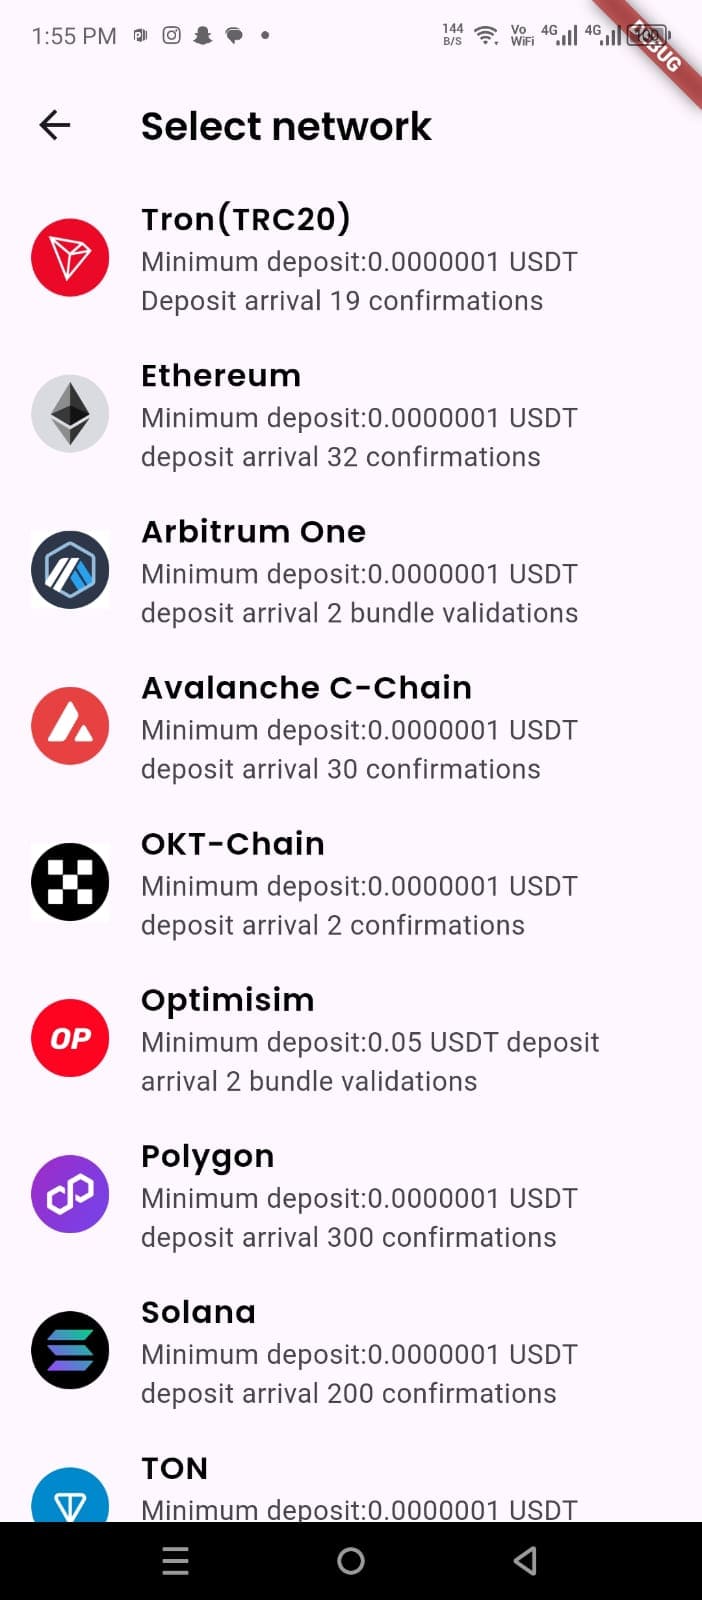 1:55 PM
144
B/S
Vo
WiFi
4G
4G
100
DEBUG
Select network
Tron(TRC20)
Minimum deposit:0.0000001 USDT
Deposit arrival 19 confirmations
Ethereum
Minimum deposit:0.0000001 USDT
deposit arrival 32 confirmations
Arbitrum One
Minimum deposit:0.0000001 USDT
deposit arrival 2 bundle validations
Avalanche C-Chain
Minimum deposit:0.0000001 USDT
deposit arrival 30 confirmations
OKT-Chain
Minimum deposit:0.0000001 USDT
deposit arrival 2 confirmations
OP
Optimisim
Minimum deposit:0.05 USDT deposit
arrival 2 bundle validations
Polygon
Minimum deposit:0.0000001 USDT
deposit arrival 300 confirmations
Solana
Minimum deposit:0.0000001 USDT
deposit arrival 200 confirmations
TON
Minimum deposit:0.0000001 USDT